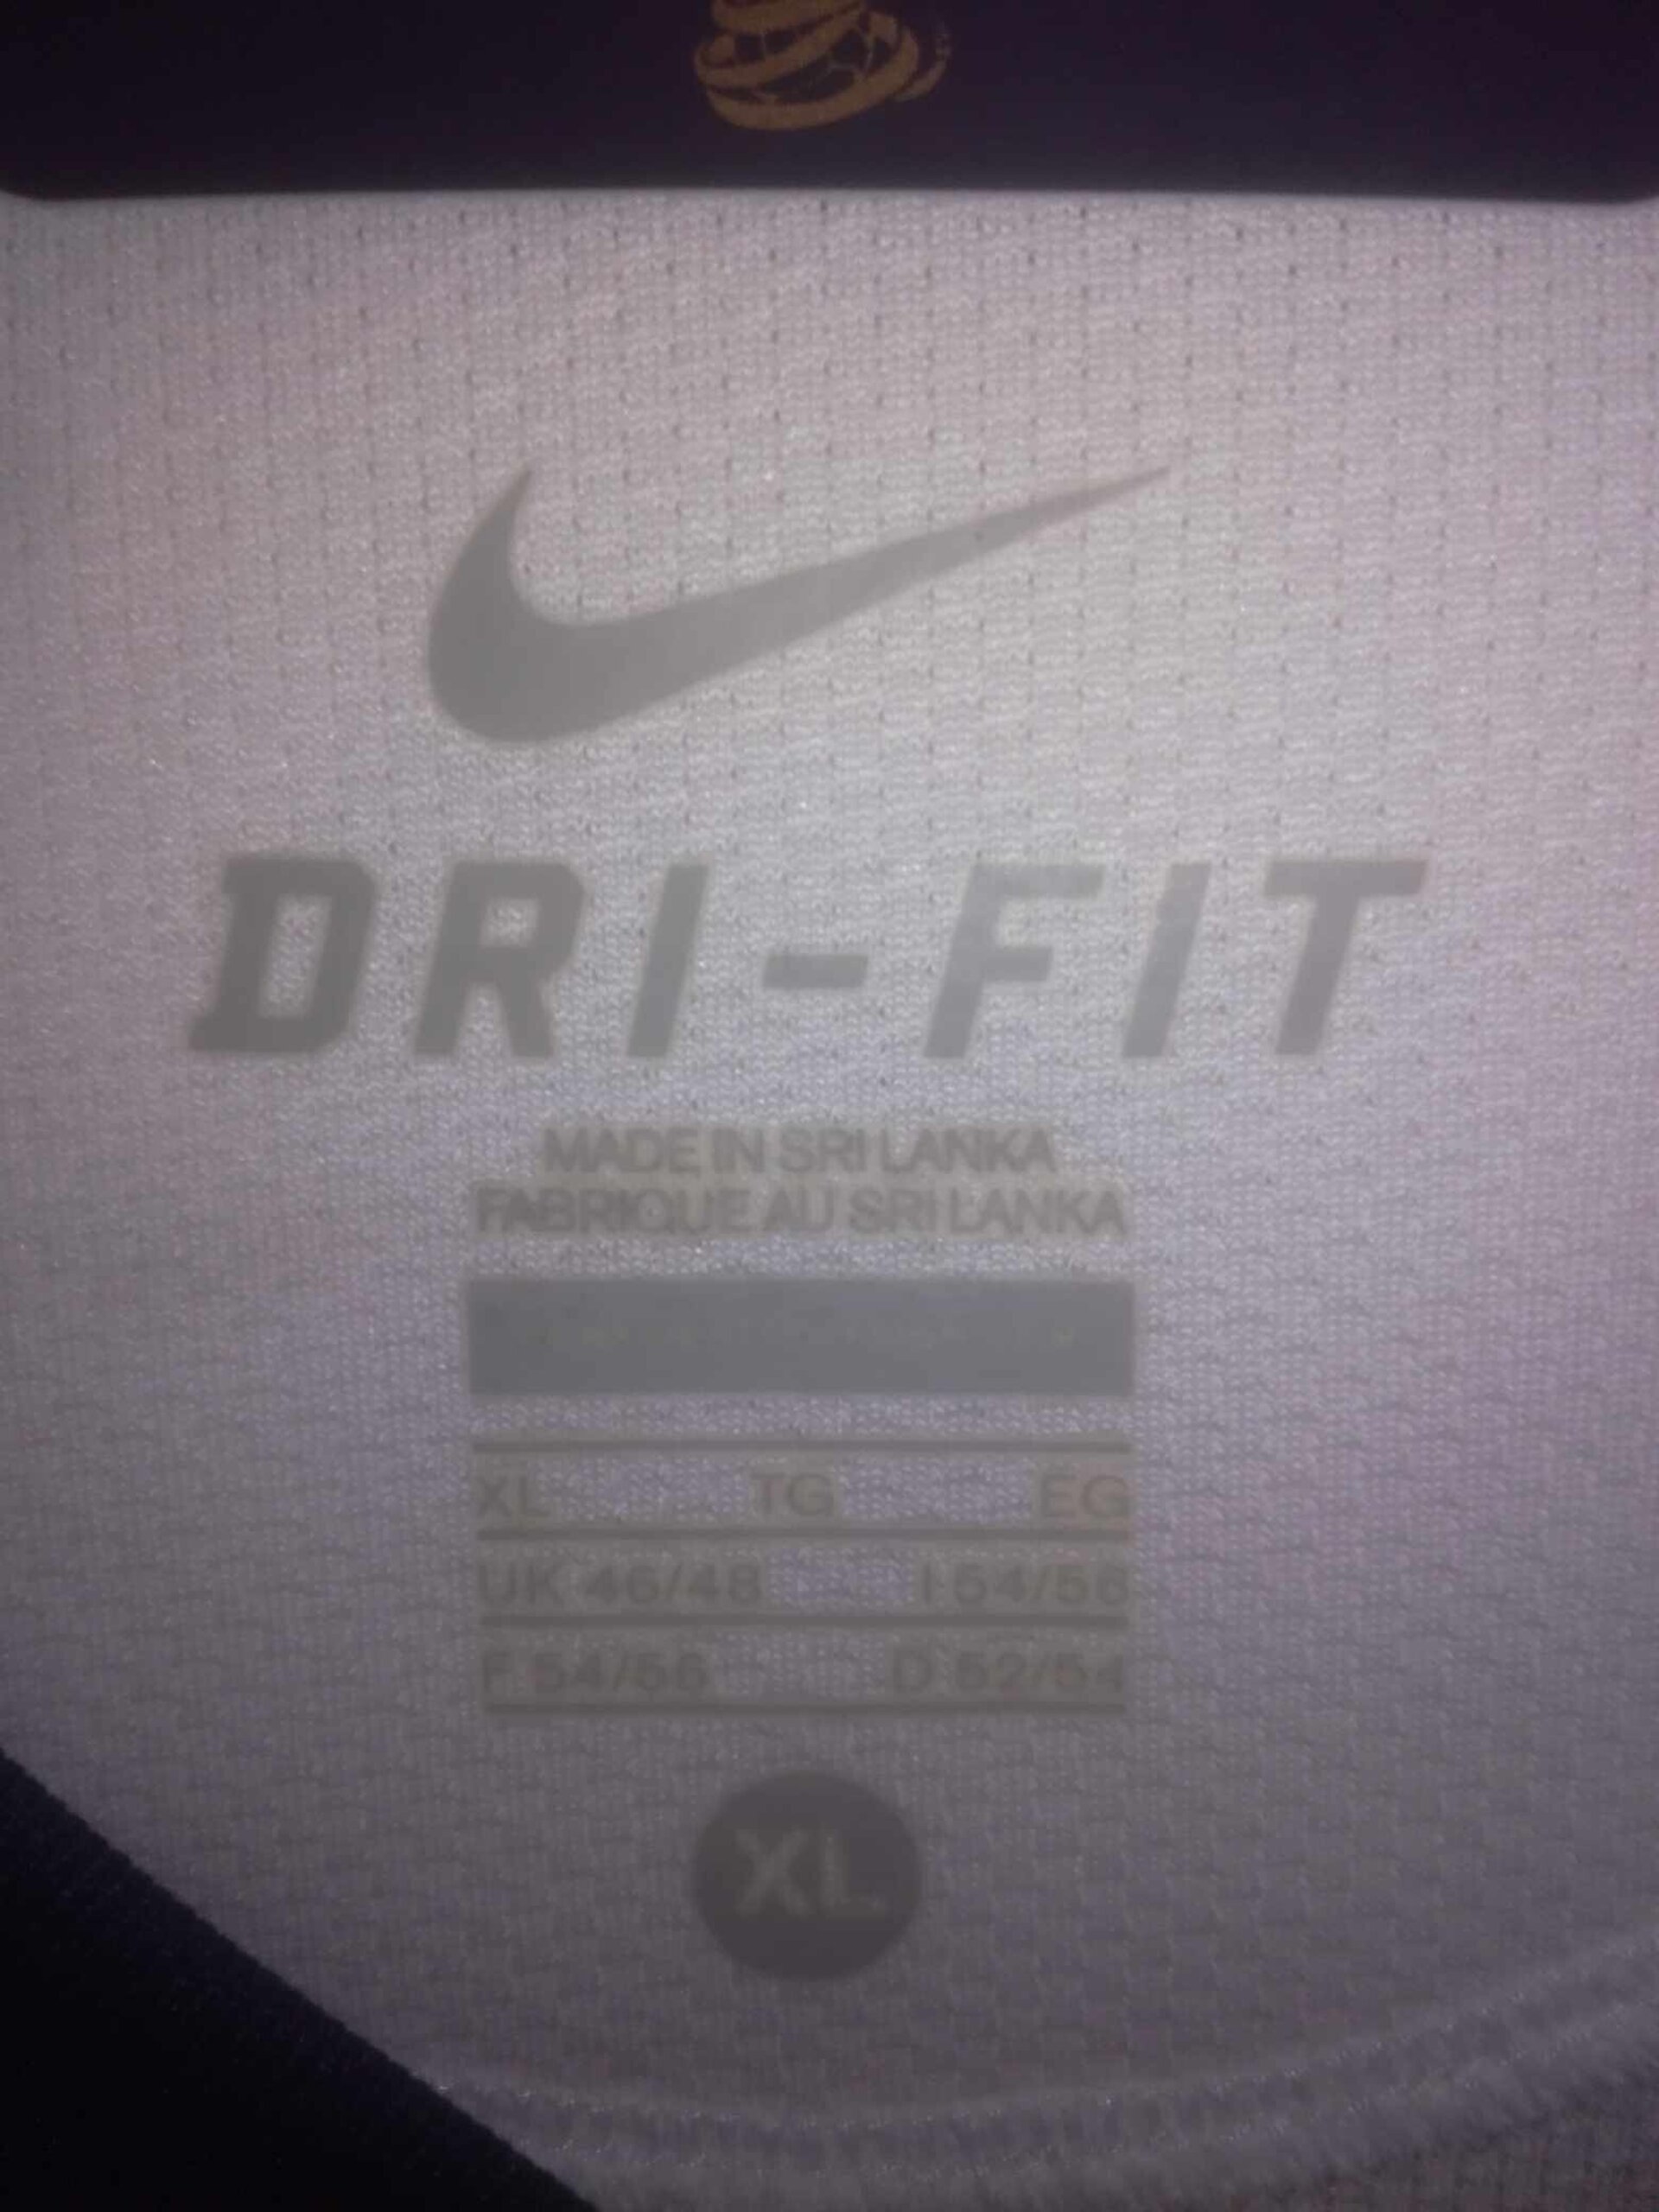 DRI-FIT
MADE IN SRI LANKA
FABRIQUE AU SRI LANKA
XL TG EG
UK 46/48 I 54/56
F 54/56 D 52/54
XL